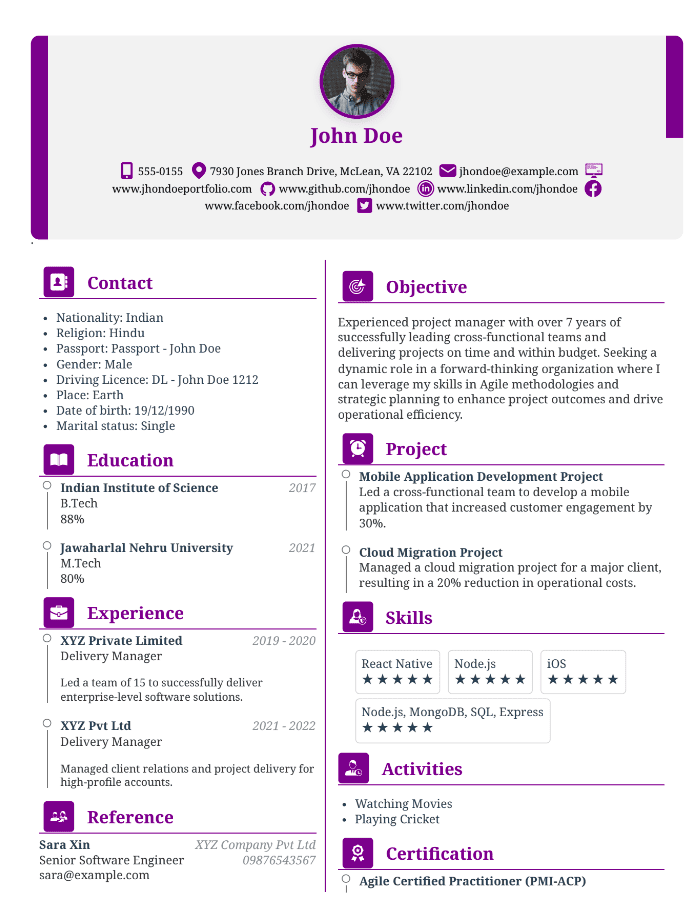 John Doe
555-0155 7930 Jones Branch Drive, McLean, VA 22102 jhondoe@example.com
www.jhondoeportfolio.com www.github.com/jhondoe www.linkedin.com/jhondoe
www.facebook.com/jhondoe www.twitter.com/jhondoe
.
Contact
• Nationality: Indian
• Religion: Hindu
• Passport: Passport - John Doe
• Gender: Male
• Driving Licence: DL - John Doe 1212
• Place: Earth
• Date of birth: 19/12/1990
• Marital status: Single
Education
Indian Institute of Science 2017
B.Tech
88%
Jawaharlal Nehru University 2021
M.Tech
80%
Experience
XYZ Private Limited 2019 - 2020
Delivery Manager
Led a team of 15 to successfully deliver
enterprise-level software solutions.
XYZ Pvt Ltd 2021 - 2022
Delivery Manager
Managed client relations and project delivery for
high-profile accounts.
Reference
Sara Xin XYZ Company Pvt Ltd
Senior Software Engineer 09876543567
sara@example.com
Objective
Experienced project manager with over 7 years of
successfully leading cross-functional teams and
delivering projects on time and within budget. Seeking a
dynamic role in a forward-thinking organization where I
can leverage my skills in Agile methodologies and
strategic planning to enhance project outcomes and drive
operational efficiency.
Project
Mobile Application Development Project
Led a cross-functional team to develop a mobile
application that increased customer engagement by
30%.
Cloud Migration Project
Managed a cloud migration project for a major client,
resulting in a 20% reduction in operational costs.
Skills
React Native Node.js iOS
★★★★★ ★★★★★ ★★★★★
Node.js, MongoDB, SQL, Express
★★★★★
Activities
• Watching Movies
• Playing Cricket
Certification
Agile Certified Practitioner (PMI-ACP)